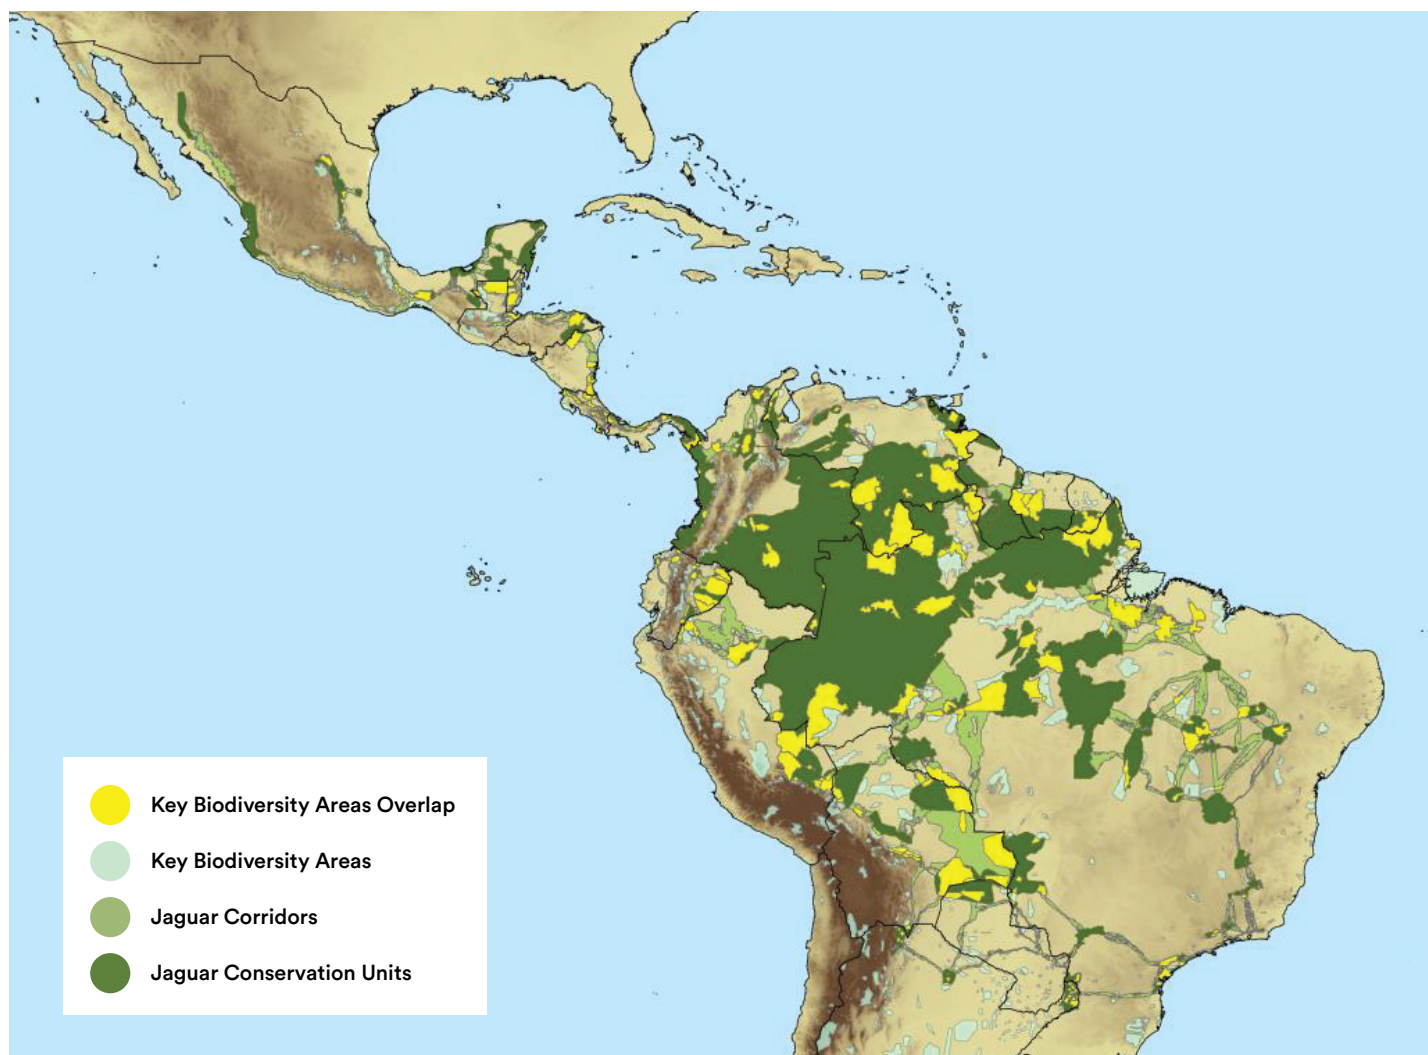 Key Biodiversity Areas Overlap
Key Biodiversity Areas
Jaguar Corridors
Jaguar Conservation Units